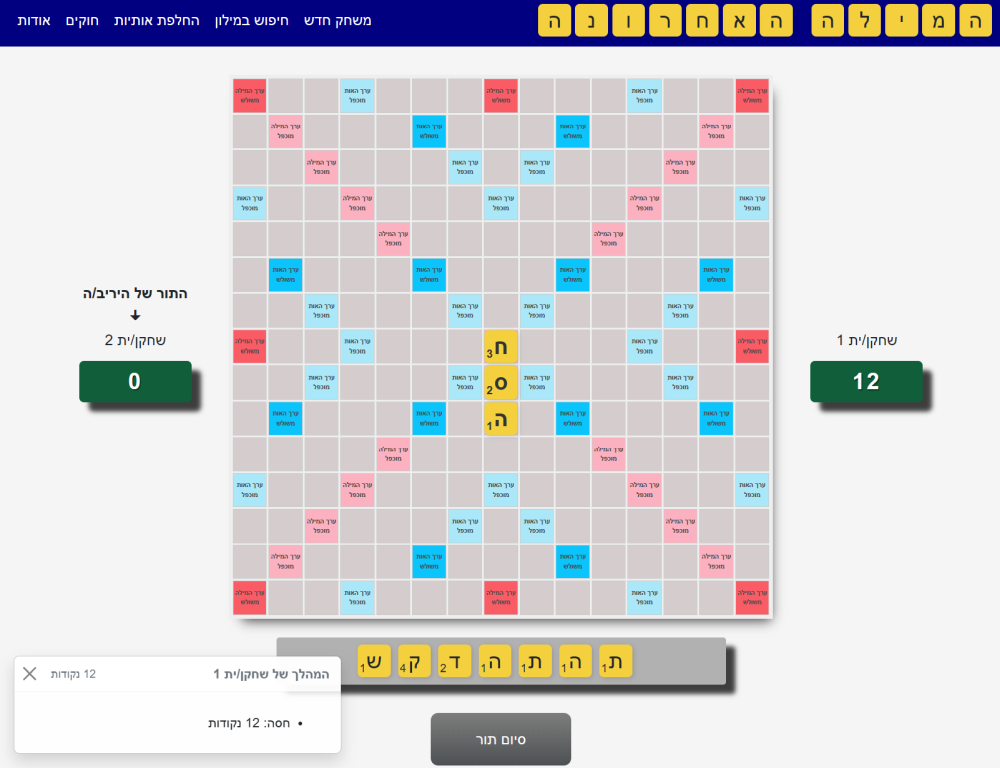 המילה האחרונה
משחק חדש חיפוש במילון החלפת אותיות חוקים אודות
שחקן/ית 1
12
ערך המילה ערך האות ערך המילה ערך האות ערך המילה
משולש מוכפל משולש מוכפל משולש
ערך המילה ערך האות ערך האות ערך המילה
מוכפל משולש משולש מוכפל
ערך המילה ערך האות ערך האות ערך המילה
מוכפל מוכפל מוכפל מוכפל
ערך האות ערך המילה ערך האות ערך המילה ערך האות
מוכפל מוכפל מוכפל מוכפל מוכפל
ערך המילה ערך המילה
מוכפל מוכפל
ערך האות ערך האות ערך האות ערך האות
משולש משולש משולש משולש
ערך האות ערך האות ערך האות ערך האות
מוכפל מוכפל מוכפל מוכפל
ערך המילה ערך האות ח3 ערך האות ערך המילה
משולש מוכפל מוכפל משולש
ערך האות ערך האות ס2 ערך האות ערך האות
מוכפל מוכפל מוכפל מוכפל
ערך האות ערך האות ה1 ערך האות ערך האות
משולש משולש משולש משולש
ערך המילה ערך המילה
מוכפל מוכפל
ערך האות ערך המילה ערך האות ערך המילה ערך האות
מוכפל מוכפל מוכפל מוכפל מוכפל
ערך המילה ערך האות ערך האות ערך המילה
מוכפל מוכפל מוכפל מוכפל
ערך המילה ערך האות ערך האות ערך המילה
מוכפל משולש משולש מוכפל
ערך המילה ערך האות ערך המילה ערך האות ערך המילה
משולש מוכפל משולש מוכפל משולש
התור של היריב/ה
שחקן/ית 2
0
ת1 ה1 ת1 ה1 ד2 ק4 ש1
סיום תור
המהלך של שחקן/ית 1 12 נקודות
• חסה: 12 נקודות